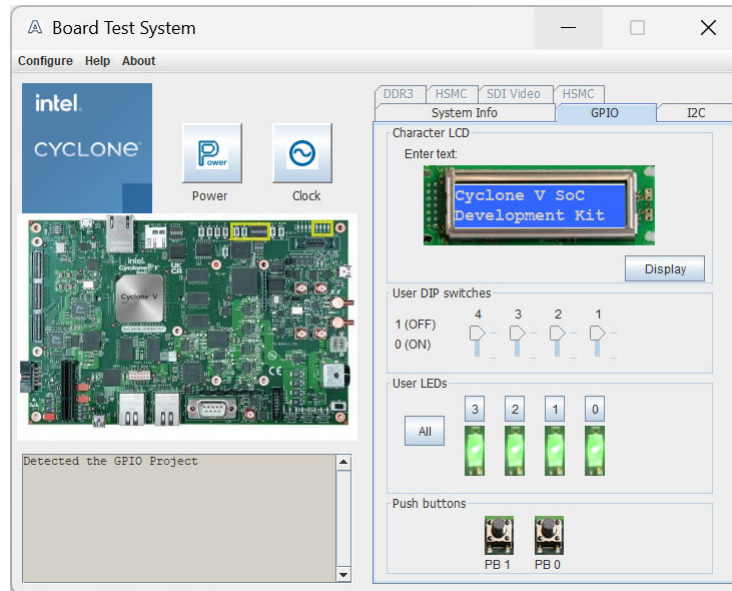 Board Test System
Configure Help About
intel.
CYCLONE
Power
Power
Clock
intel.
Cyclone V
Cyclone V
Detected the GPIO Project
DDR3 HSMC SDI Video HSMC
System Info GPIO I2C
Character LCD
Enter text:
Cyclone V SoC
Development Kit
Display
User DIP switches
4 3 2 1
1 (OFF)
0 (ON)
User LEDs
3 2 1 0
All
Push buttons
PB 1 PB 0